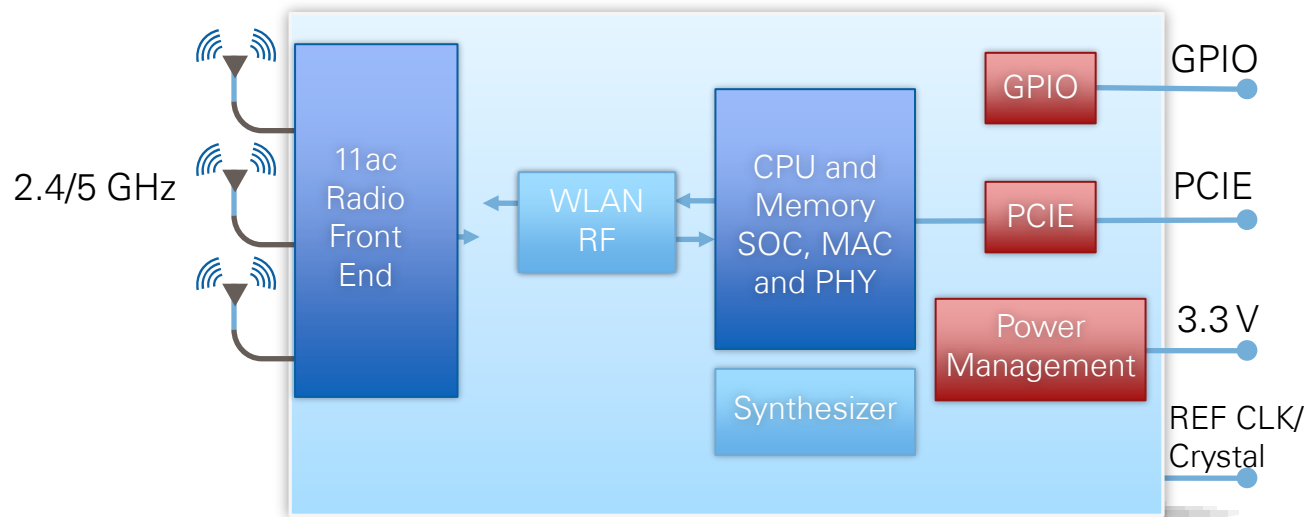 2.4/5 GHz
11ac
Radio
Front
End
WLAN
RF
CPU and
Memory
SOC, MAC
and PHY
Synthesizer
GPIO
GPIO
PCIE
PCIE
Power
Management
3.3 V
REF CLK/
Crystal